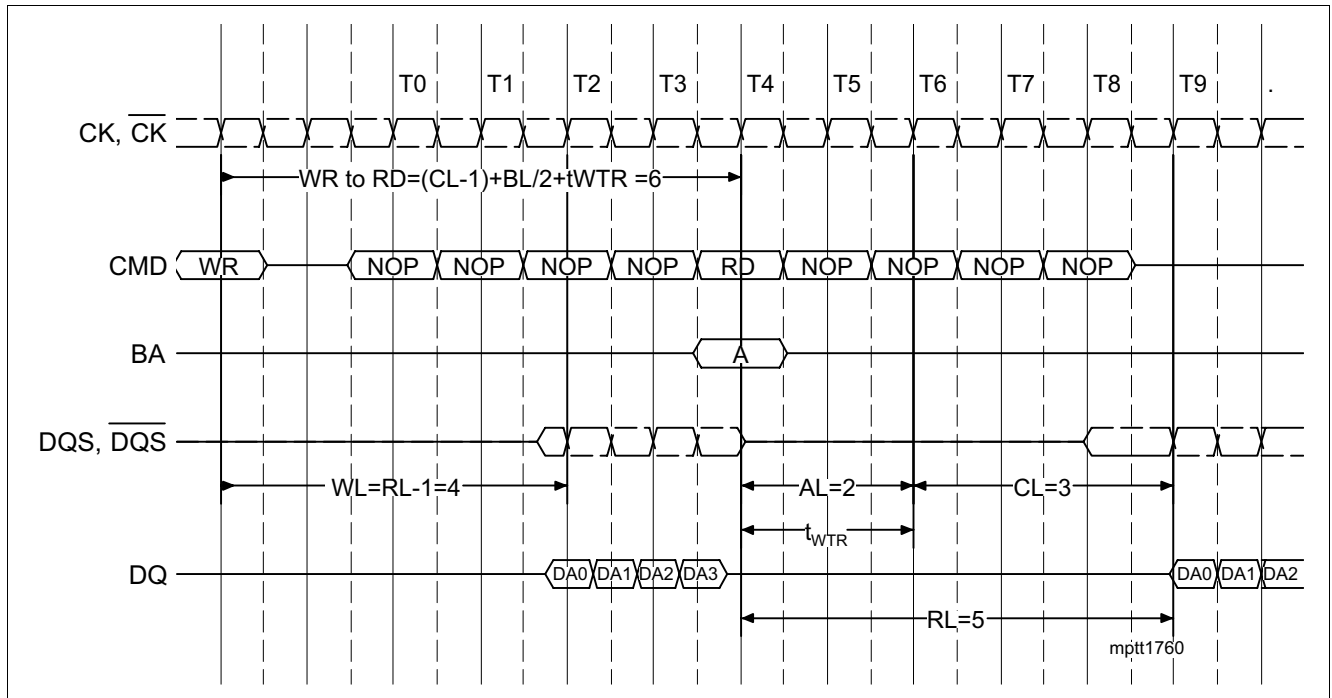 T0 T1 T2 T3 T4 T5 T6 T7 T8 T9 .
CK, CK
WR to RD=(CL-1)+BL/2+tWTR =6
CMD WR NOP NOP NOP NOP RD NOP NOP NOP NOP
BA A
DQS, DQS
WL=RL-1=4 AL=2 CL=3
tWTR
DQ DA0 DA1 DA2 DA3 DA0 DA1 DA2
RL=5
mptt1760